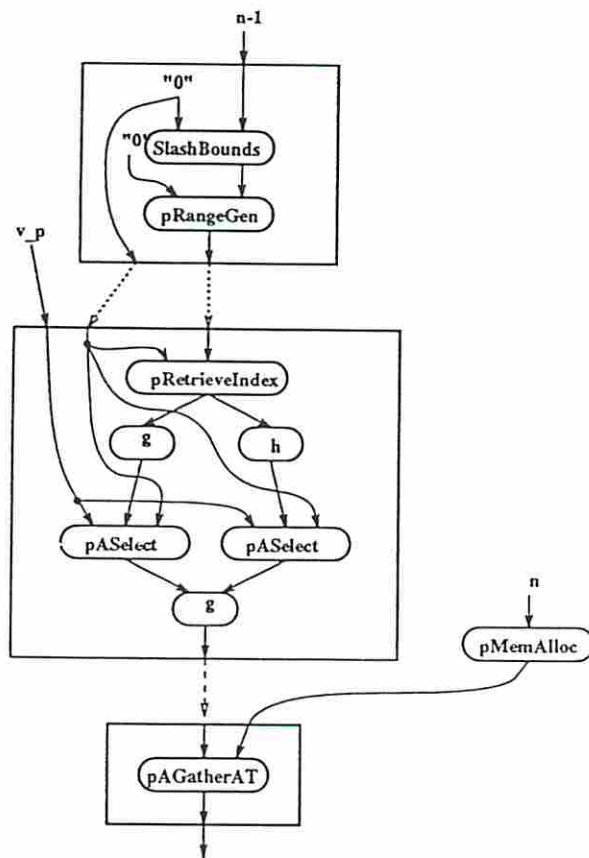 n-1
"0"
"0"
SlashBounds
pRangeGen
v_p
pRetrieveIndex
g
h
pASelect
pASelect
g
n
pMemAlloc
pAGatherAT